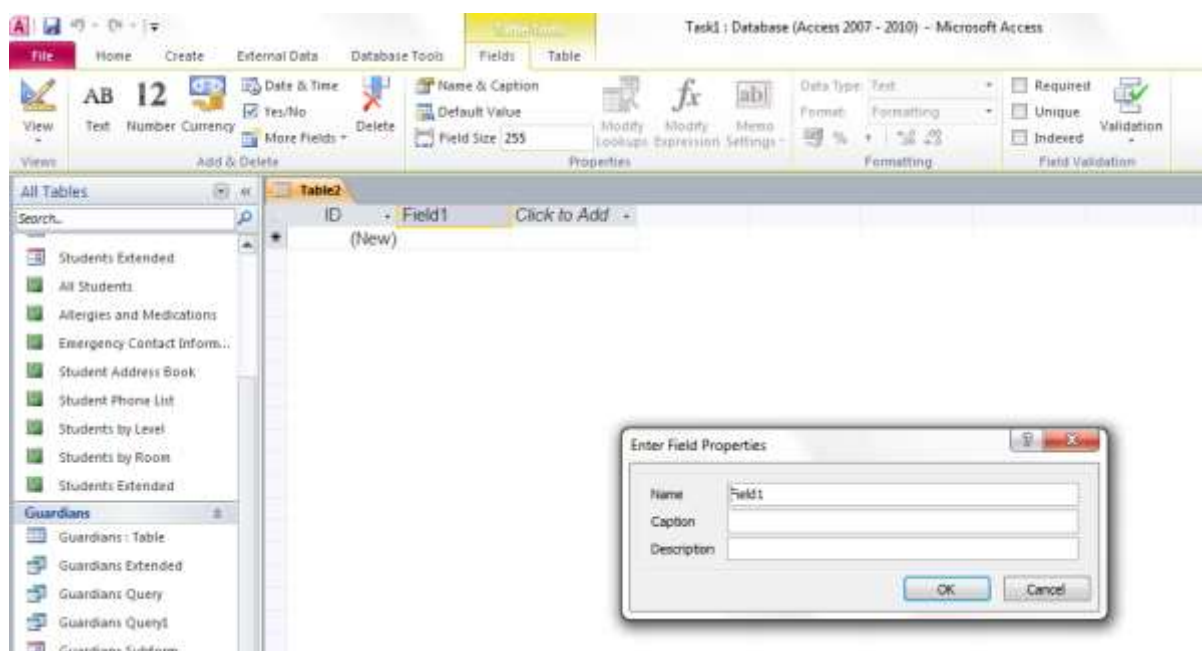 Task1 : Database (Access 2007 - 2010) - Microsoft Access
File Home Create External Data Database Tools Fields Table
View
AB Text
12 Number
Currency
Date & Time
Yes/No
More Fields
Delete
Name & Caption
Default Value
Field Size 255
Modify Lookups
fx Modify Expression
ab Memo Settings
Data Type: Text
Format: Formatting
%
Required
Unique
Indexed
Validation
Views Add & Delete Properties Formatting Field Validation
All Tables
Search..
Students Extended
All Students
Allergies and Medications
Emergency Contact Inform...
Student Address Book
Student Phone List
Students by Level
Students by Room
Students Extended
Guardians
Guardians : Table
Guardians Extended
Guardians Query
Guardians Query1
Guardians Subform
Table2
ID Field1 Click to Add
(New)
Enter Field Properties
Name Field1
Caption
Description
OK Cancel